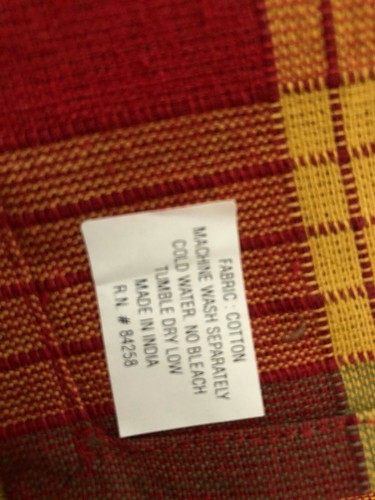 FABRIC : COTTON
MACHINE WASH SEPARATELY
COLD WATER. NO BLEACH
TUMBLE DRY LOW
MADE IN INDIA
R.N. # 84258